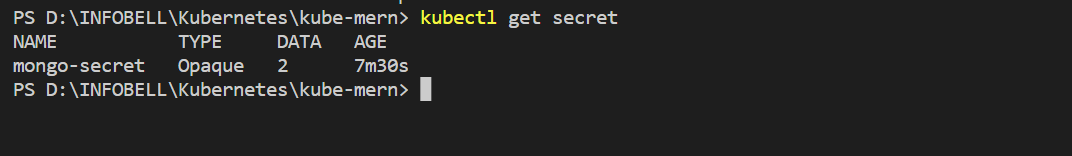 PS D:\INFOBELL\Kubernetes\kube-mern> kubectl get secret
NAME           TYPE     DATA   AGE
mongo-secret   Opaque   2      7m30s
PS D:\INFOBELL\Kubernetes\kube-mern>